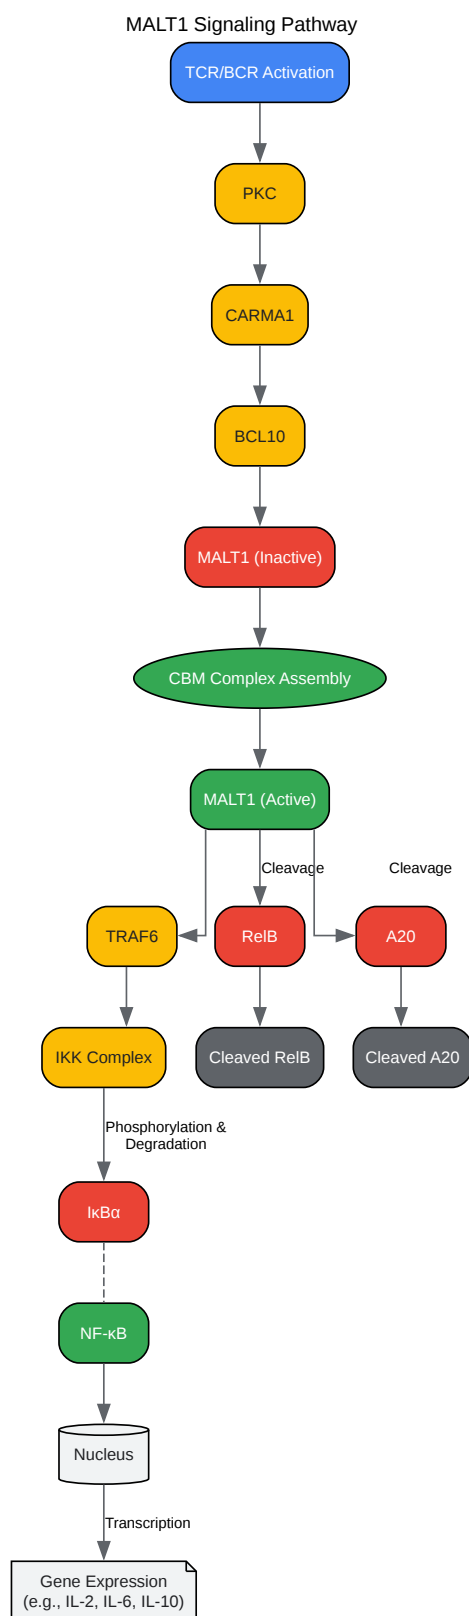 MALT1 Signaling Pathway
TCR/BCR Activation
PKC
CARMA1
BCL10
MALT1 (Inactive)
CBM Complex Assembly
MALT1 (Active)
Cleavage
Cleavage
TRAF6
RelB
A20
IKK Complex
Cleaved RelB
Cleaved A20
Phosphorylation &
Degradation
IκBα
NF-κB
Nucleus
Transcription
Gene Expression
(e.g., IL-2, IL-6, IL-10)